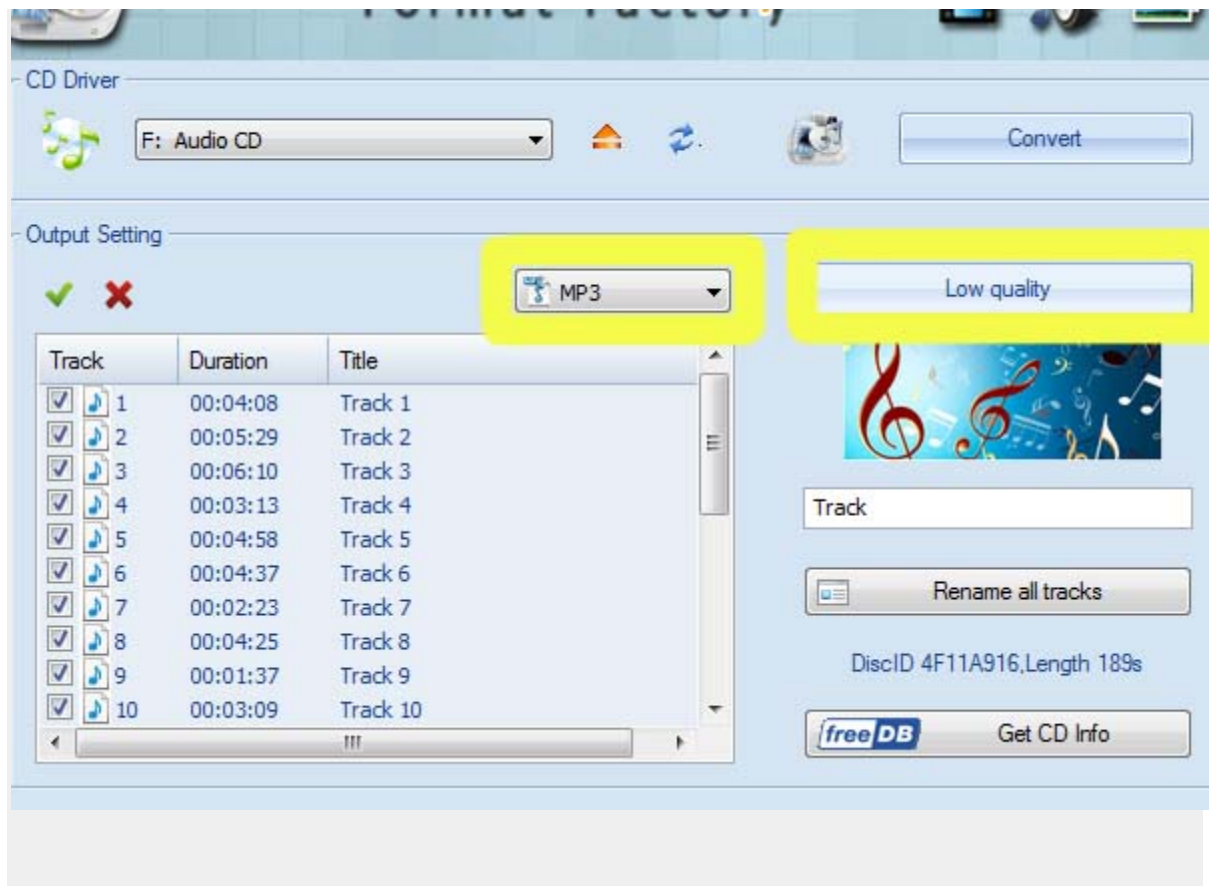 Format Factory
CD Driver
F: Audio CD
Convert
Output Setting
MP3
Low quality
Track Duration Title
1 00:04:08 Track 1
2 00:05:29 Track 2
3 00:06:10 Track 3
4 00:03:13 Track 4
5 00:04:58 Track 5
6 00:04:37 Track 6
7 00:02:23 Track 7
8 00:04:25 Track 8
9 00:01:37 Track 9
10 00:03:09 Track 10
Track
Rename all tracks
DiscID 4F11A916,Length 189s
freeDB Get CD Info